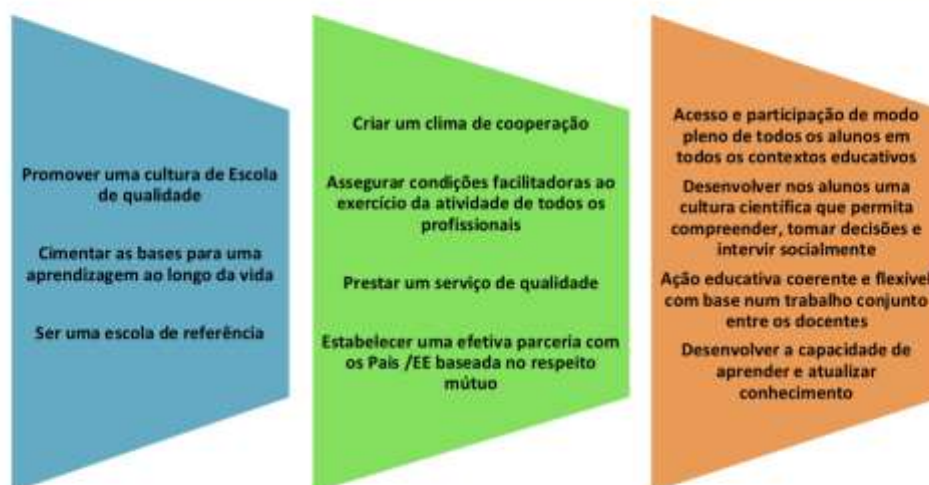 Promover uma cultura de Escola
de qualidade
Cimentar as bases para uma
aprendizagem ao longo da vida
Ser uma escola de referência
Criar um clima de cooperação
Assegurar condições facilitadoras ao
exercício da atividade de todos os
profissionais
Prestar um serviço de qualidade
Estabelecer uma efetiva parceria com
os Pais /EE baseada no respeito
mútuo
Acesso e participação de modo
pleno de todos os alunos em
todos os contextos educativos
Desenvolver nos alunos uma
cultura científica que permita
compreender, tomar decisões e
intervir socialmente
Ação educativa coerente e flexível
com base num trabalho conjunto
entre os docentes
Desenvolver a capacidade de
aprender e atualizar
conhecimento